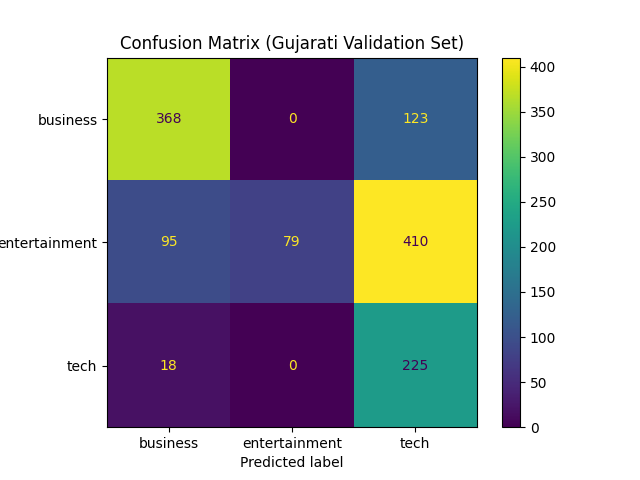 Confusion Matrix (Gujarati Validation Set)
business 368 0 123
entertainment 95 79 410
tech 18 0 225
business entertainment tech
Predicted label
400
350
300
250
200
150
100
50
0